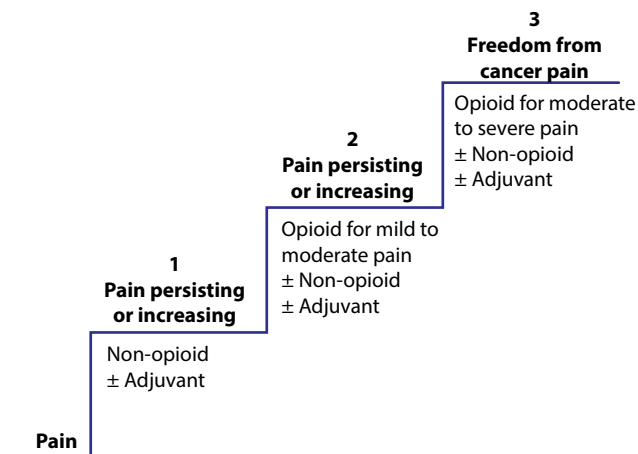 3
Freedom from
cancer pain
Opioid for moderate
to severe pain
± Non-opioid
± Adjuvant
2
Pain persisting
or increasing
Opioid for mild to
moderate pain
± Non-opioid
± Adjuvant
1
Pain persisting
or increasing
Non-opioid
± Adjuvant
Pain